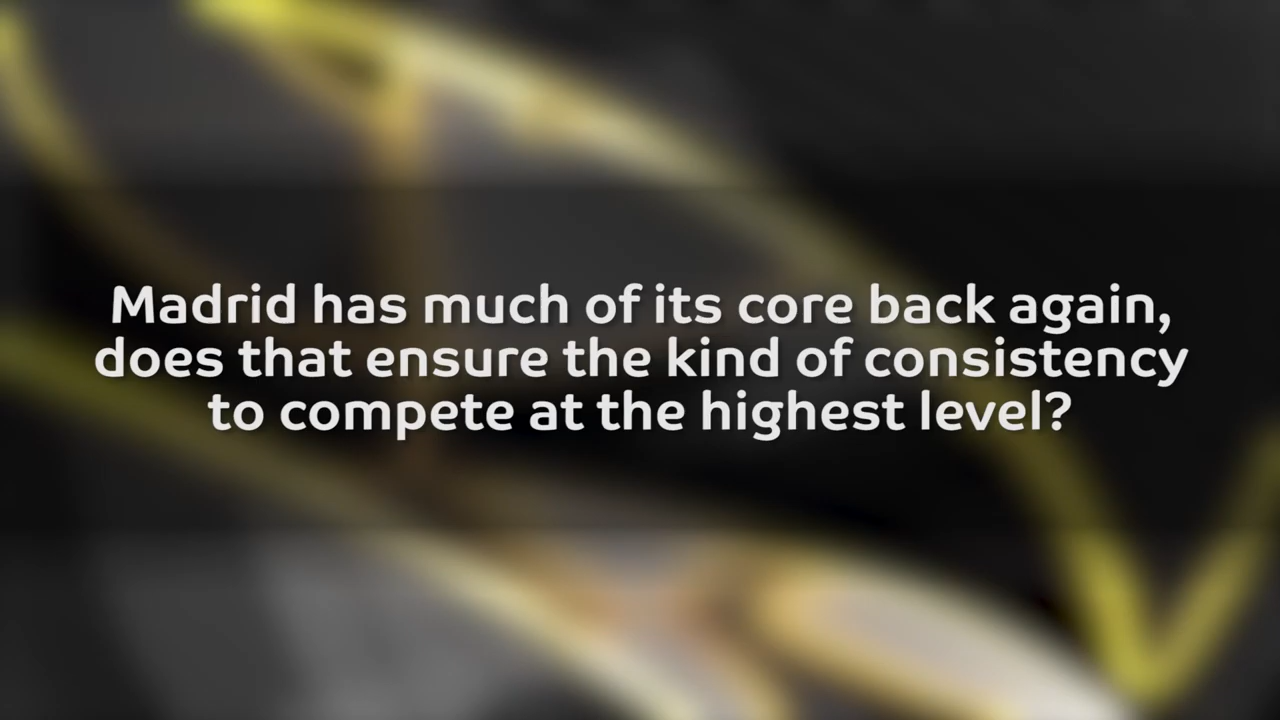 Madrid has much of its core back again,
does that ensure the kind of consistency
to compete at the highest level?